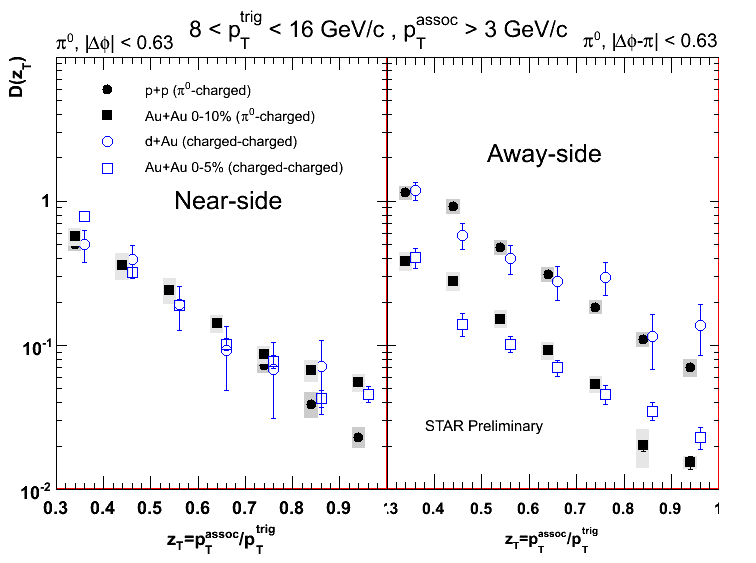 8 < p_T^trig < 16 GeV/c , p_T^assoc > 3 GeV/c
π⁰, |Δϕ| < 0.63
π⁰, |Δϕ-π| < 0.63
D(z_T)
p+p (π⁰-charged)
Au+Au 0-10% (π⁰-charged)
d+Au (charged-charged)
Au+Au 0-5% (charged-charged)
Near-side
Away-side
STAR Preliminary
1
10⁻¹
10⁻²
0.3 0.4 0.5 0.6 0.7 0.8 0.9
0.4 0.5 0.6 0.7 0.8 0.9 1
z_T=p_T^assoc/p_T^trig
z_T=p_T^assoc/p_T^trig